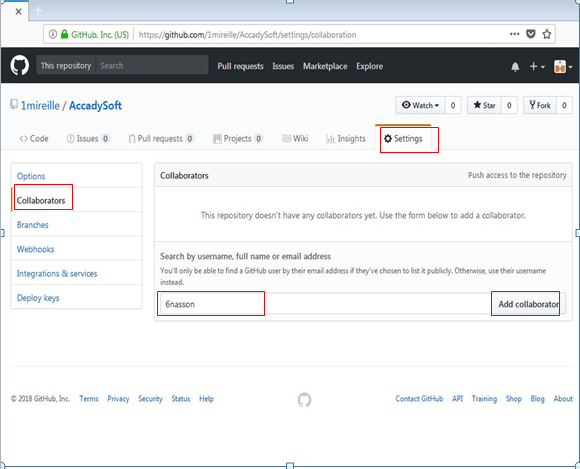 GitHub, Inc. (US) https://github.com/1mireille/AccadySoft/settings/collaboration
This repository Search Pull requests Issues Marketplace Explore
1mireille / AccadySoft Watch 0 Star 0 Fork 0
Code Issues 0 Pull requests 0 Projects 0 Wiki Insights Settings
Options
Collaborators
Branches
Webhooks
Integrations & services
Deploy keys
Collaborators Push access to the repository
This repository doesn't have any collaborators yet. Use the form below to add a collaborator.
Search by username, full name or email address
You'll only be able to find a GitHub user by their email address if they've chosen to list it publicly. Otherwise, use their username
instead.
6nasson Add collaborator
© 2018 GitHub, Inc. Terms Privacy Security Status Help Contact GitHub API Training Shop Blog About